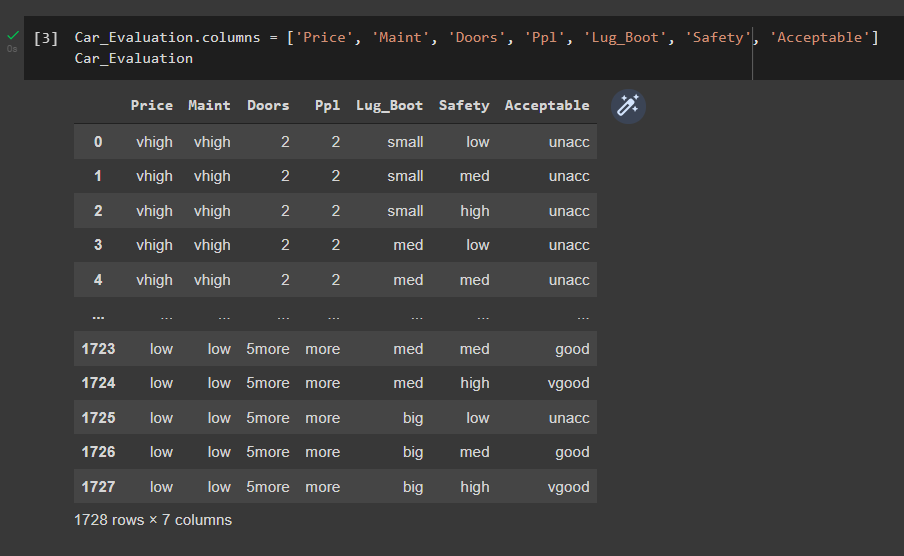 [3] Car_Evaluation.columns = ['Price', 'Maint', 'Doors', 'Ppl', 'Lug_Boot', 'Safety', 'Acceptable']
0s
Car_Evaluation
Price Maint Doors Ppl Lug_Boot Safety Acceptable
0 vhigh vhigh 2 2 small low unacc
1 vhigh vhigh 2 2 small med unacc
2 vhigh vhigh 2 2 small high unacc
3 vhigh vhigh 2 2 med low unacc
4 vhigh vhigh 2 2 med med unacc
... ... ... ... ... ... ... ...
1723 low low 5more more med med good
1724 low low 5more more med high vgood
1725 low low 5more more big low unacc
1726 low low 5more more big med good
1727 low low 5more more big high vgood
1728 rows × 7 columns